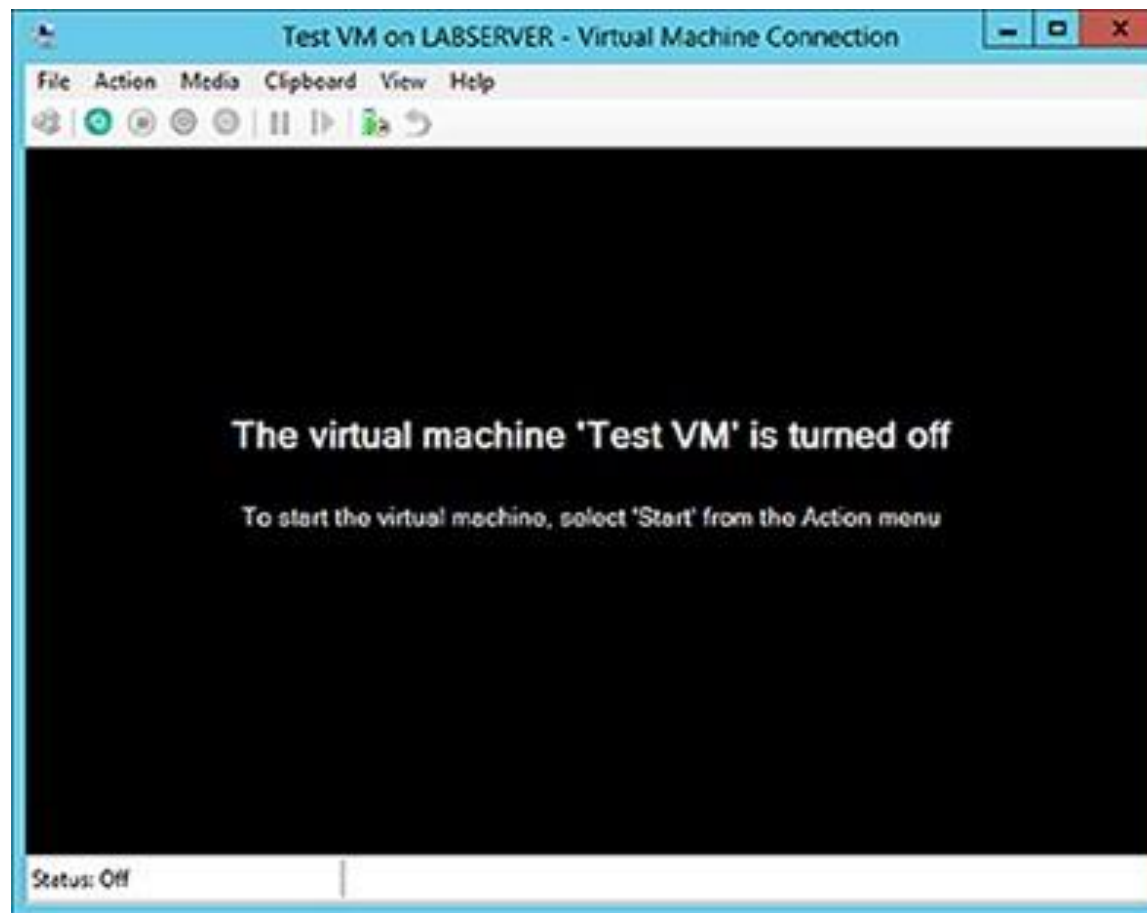 Test VM on LABSERVER - Virtual Machine Connection
File Action Media Clipboard View Help
The virtual machine 'Test VM' is turned off
To start the virtual machine, select 'Start' from the Action menu
Status: Off